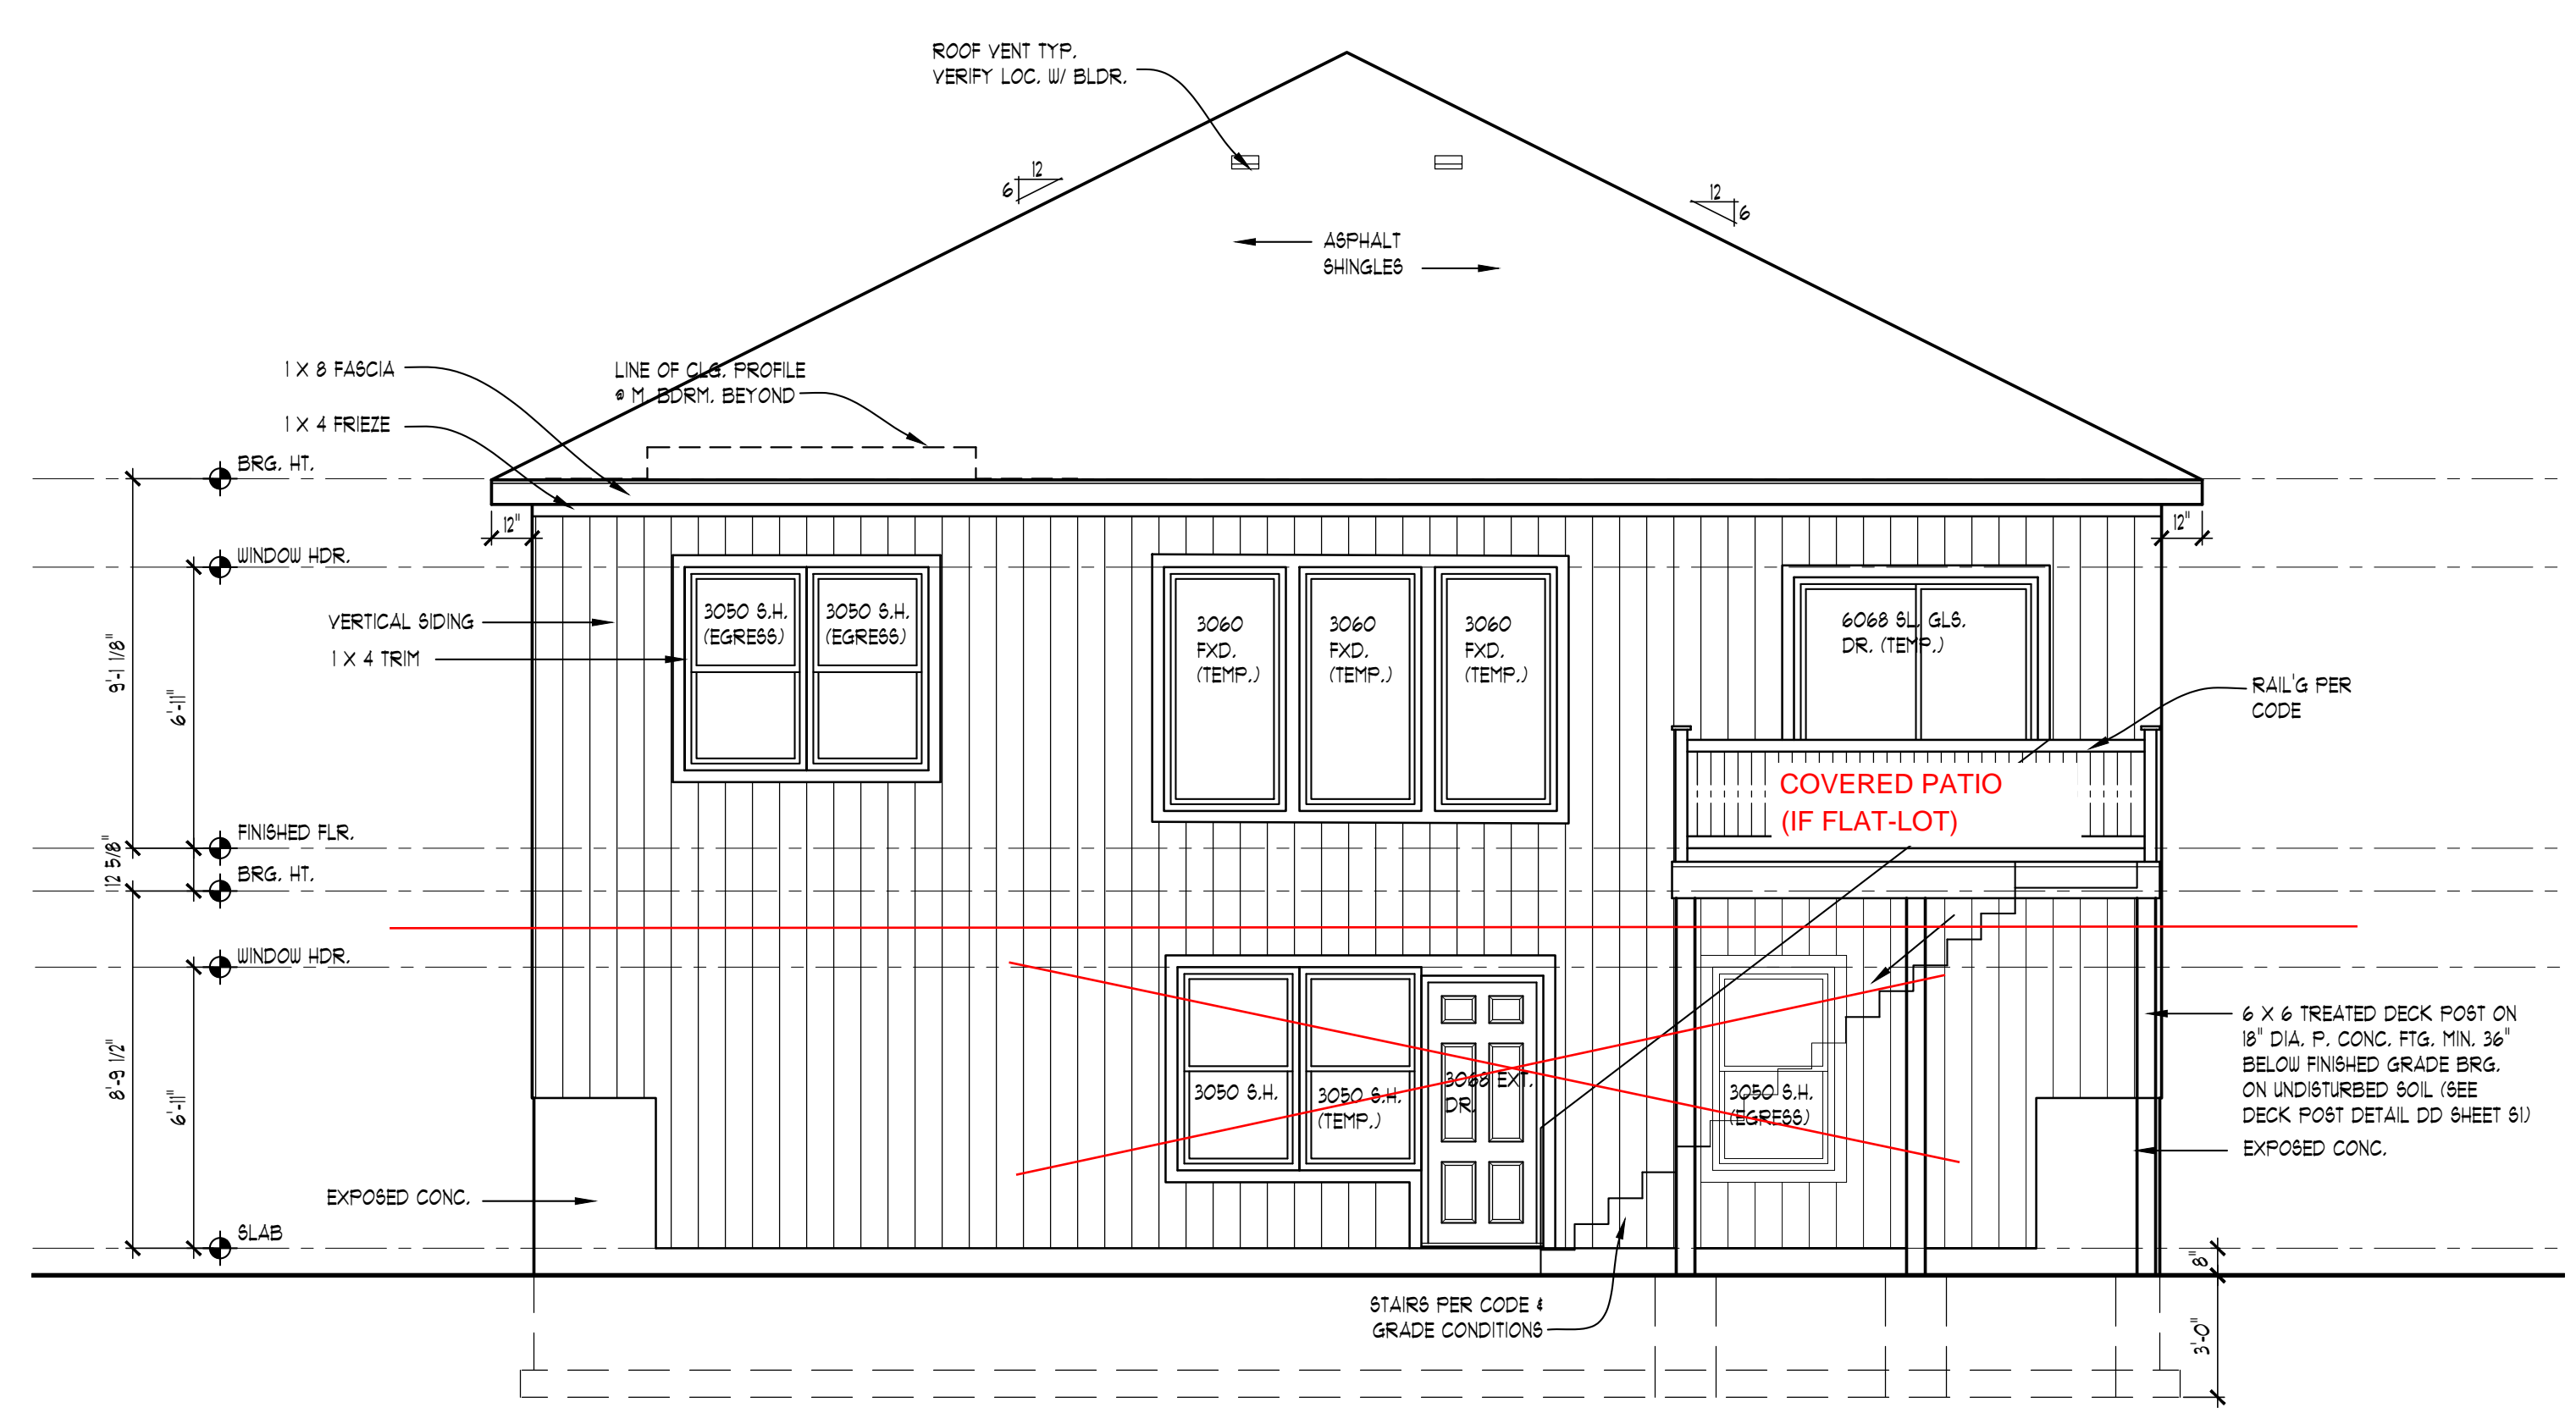 ROOF VENT TYP.
VERIFY LOC. W/ BLDR.
12
6
12
6
ASPHALT
SHINGLES
1 X 8 FASCIA
LINE OF CLG. PROFILE
@ M. BDRM. BEYOND
1 X 4 FRIEZE
BRG. HT.
12"
12"
WINDOW HDR.
VERTICAL SIDING
1 X 4 TRIM
3050 S.H.
(EGRESS)
3050 S.H.
(EGRESS)
3060
FXD.
(TEMP.)
3060
FXD.
(TEMP.)
3060
FXD.
(TEMP.)
6068 SL. GLS.
DR. (TEMP.)
RAIL'G PER
CODE
9'-1 1/8"
6'-11"
COVERED PATIO
(IF FLAT-LOT)
FINISHED FLR.
12 5/8"
BRG. HT.
WINDOW HDR.
8'-9 1/2"
6'-11"
3050 S.H.
3050 S.H.
(TEMP.)
3068 EXT.
DR.
3050 S.H.
(EGRESS)
6 X 6 TREATED DECK POST ON
18" DIA. P. CONC. FTG. MIN. 36"
BELOW FINISHED GRADE BRG.
ON UNDISTURBED SOIL (SEE
DECK POST DETAIL DD SHEET S1)
EXPOSED CONC.
EXPOSED CONC.
SLAB
8"
STAIRS PER CODE &
GRADE CONDITIONS
3'-0"